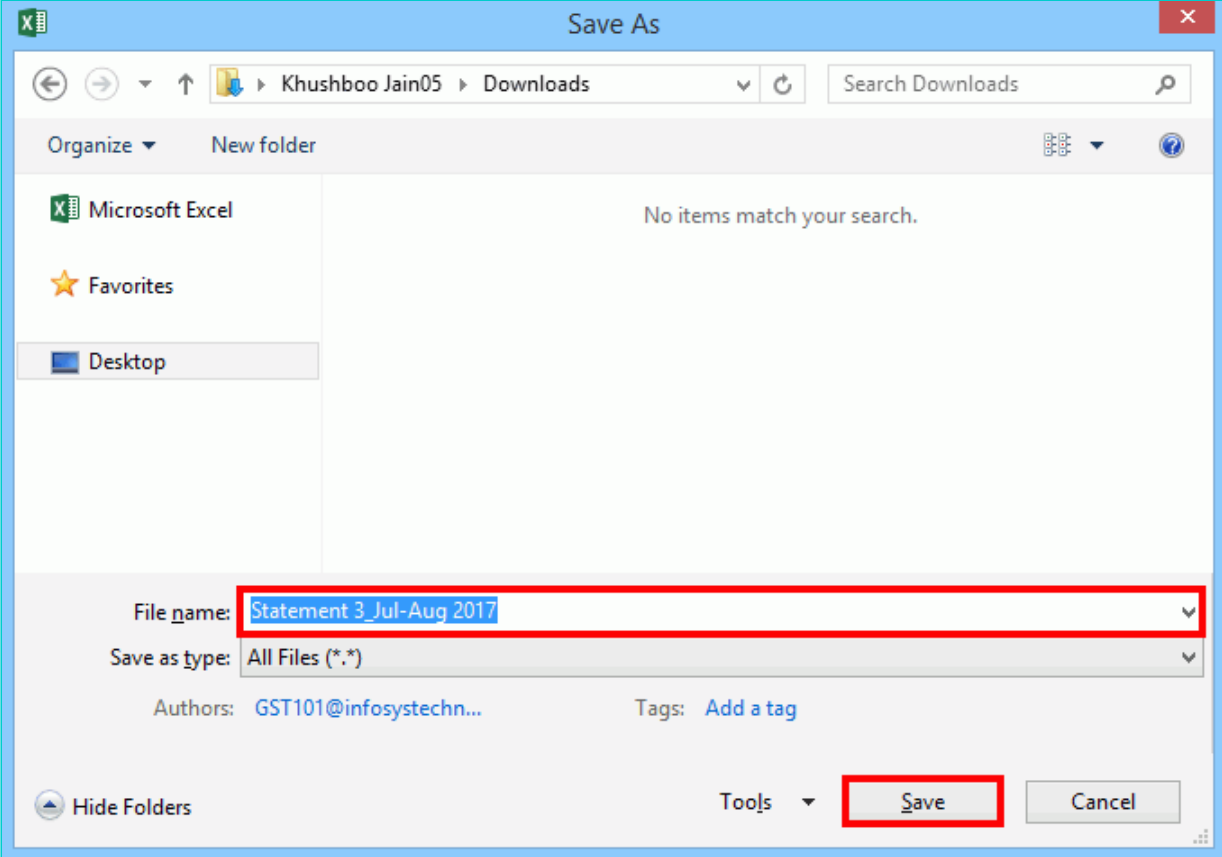 Save As
Khushboo Jain05 Downloads
Search Downloads
Organize
New folder
Microsoft Excel
No items match your search.
Favorites
Desktop
File name: Statement 3_Jul-Aug 2017
Save as type: All Files (*.*)
Authors: GST101@infosystechn...
Tags: Add a tag
Hide Folders
Tools
Save
Cancel